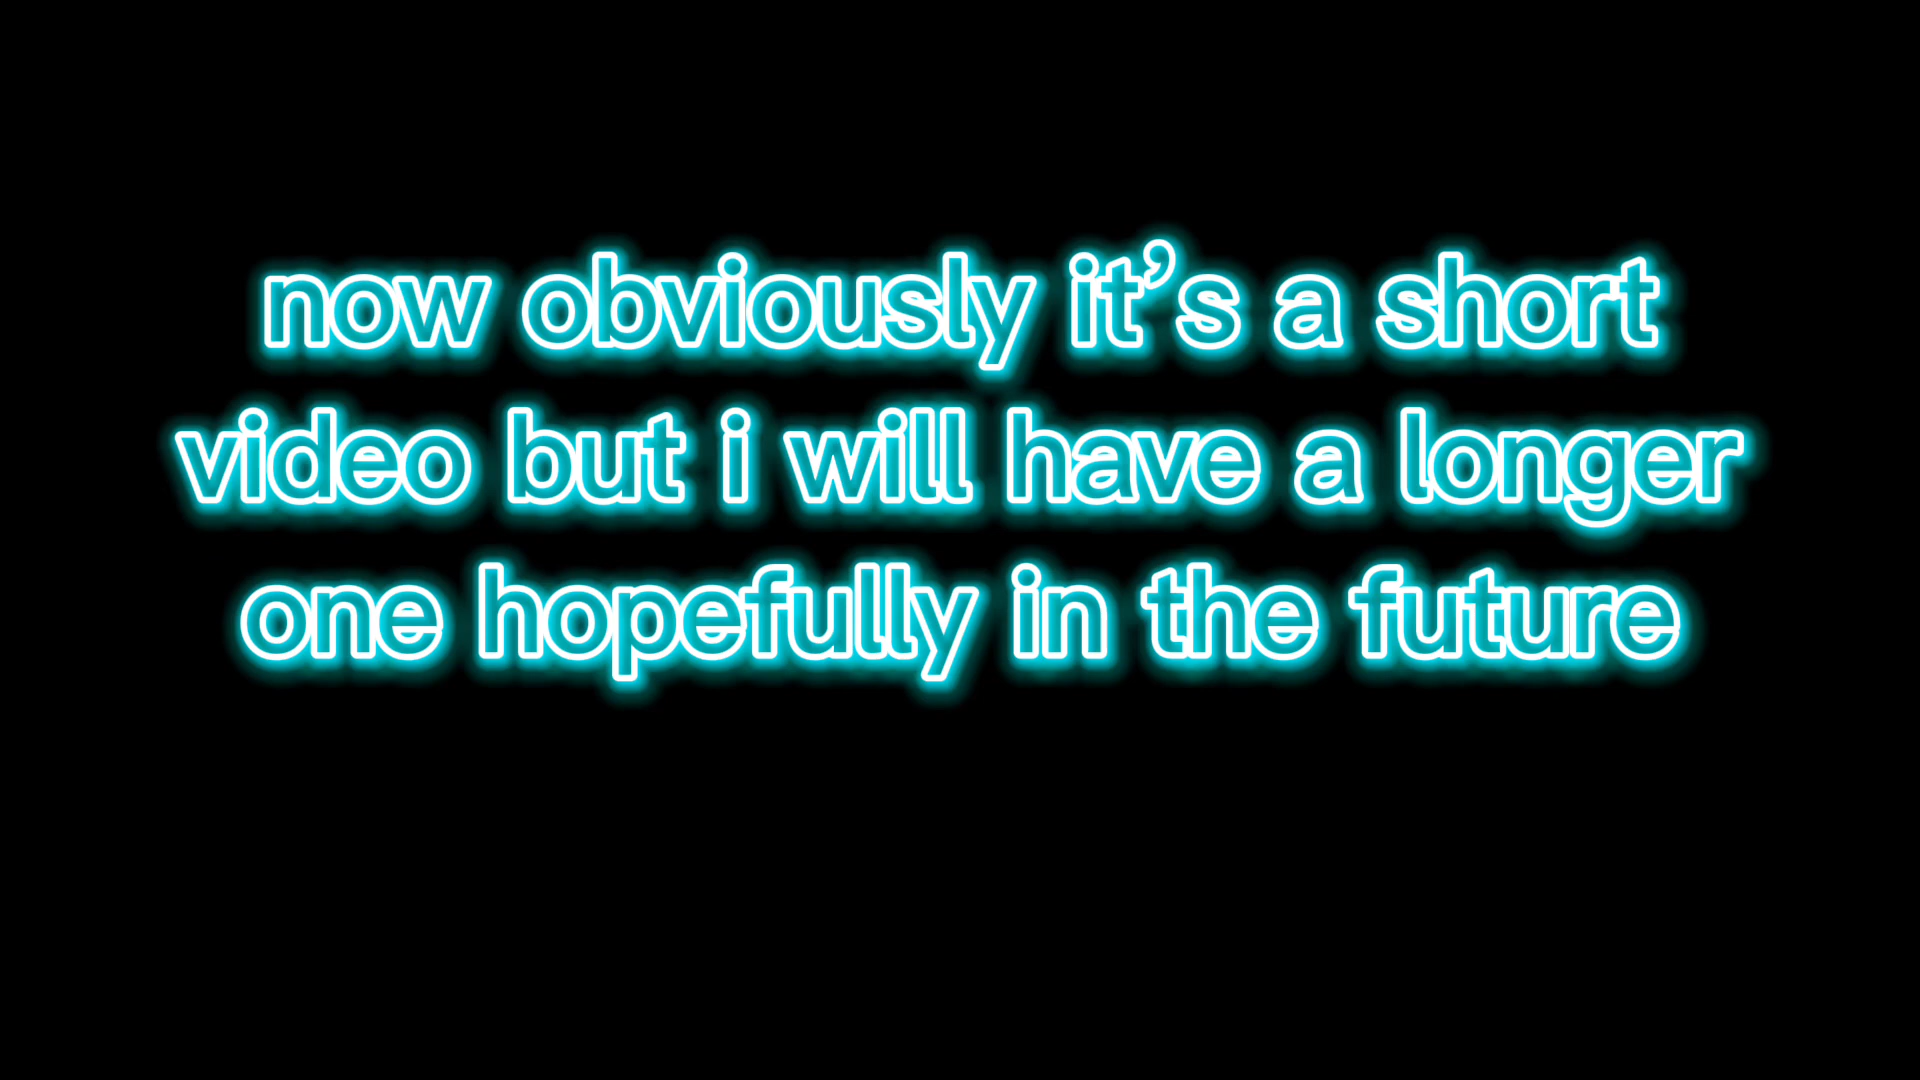 now obviously it’s a short
video but i will have a longer
one hopefully in the future